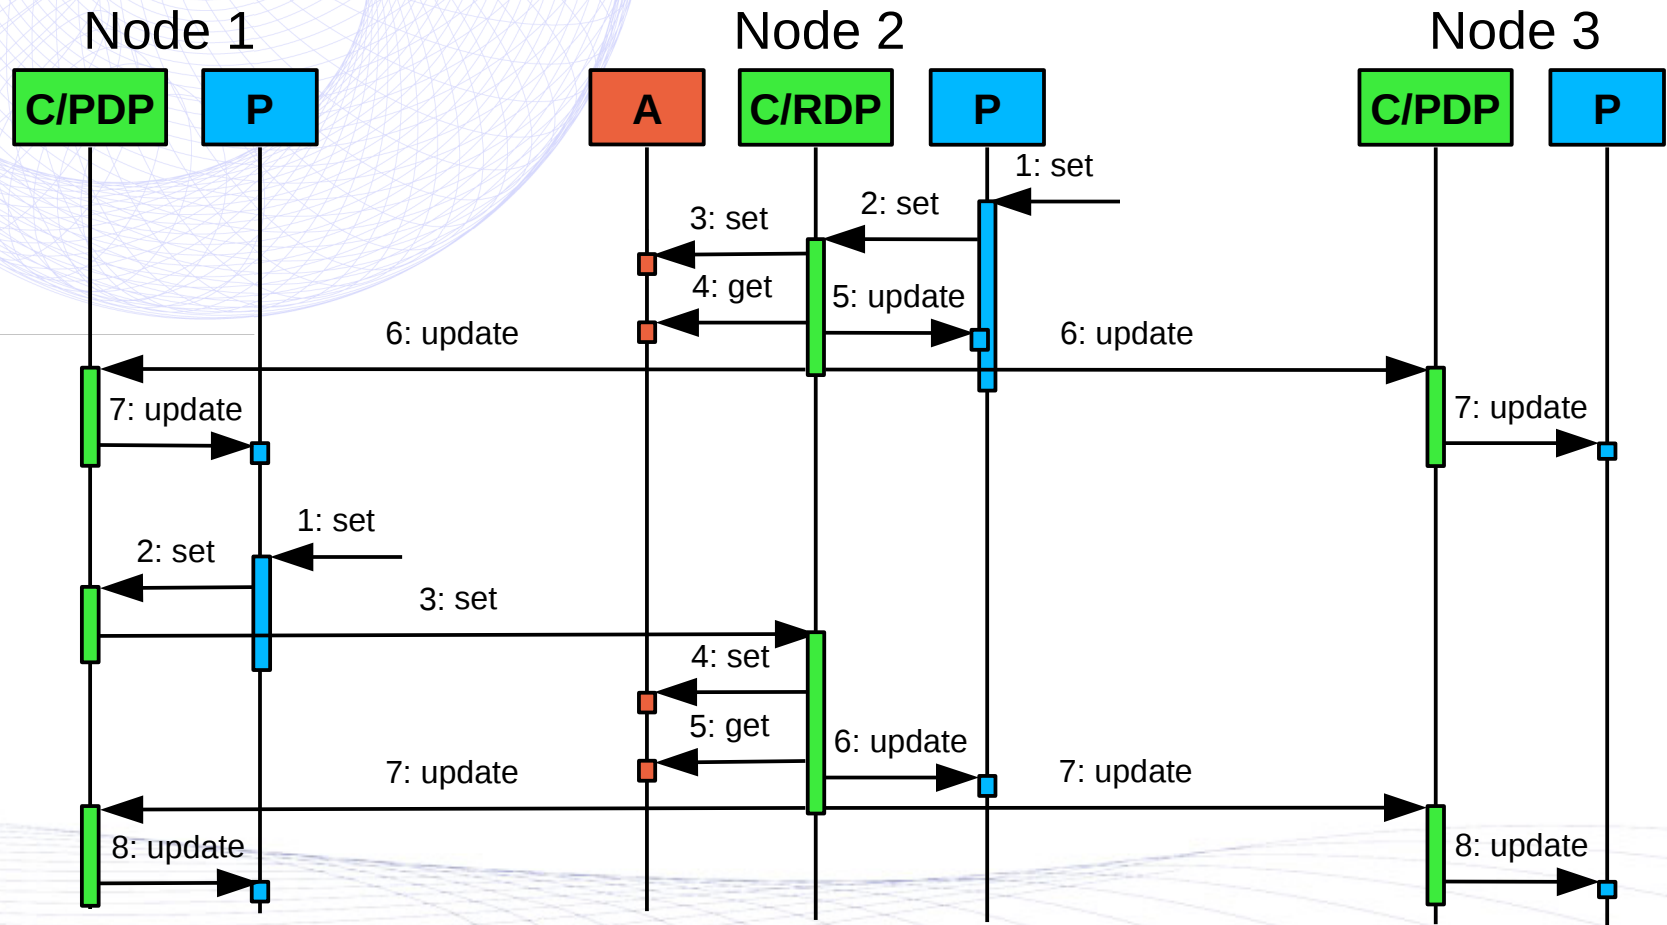 Node 1
Node 2
Node 3
C/PDP
P
A
C/RDP
P
C/PDP
P
1: set
2: set
3: set
4: get
5: update
6: update
6: update
7: update
7: update
1: set
2: set
3: set
4: set
5: get
6: update
7: update
7: update
8: update
8: update